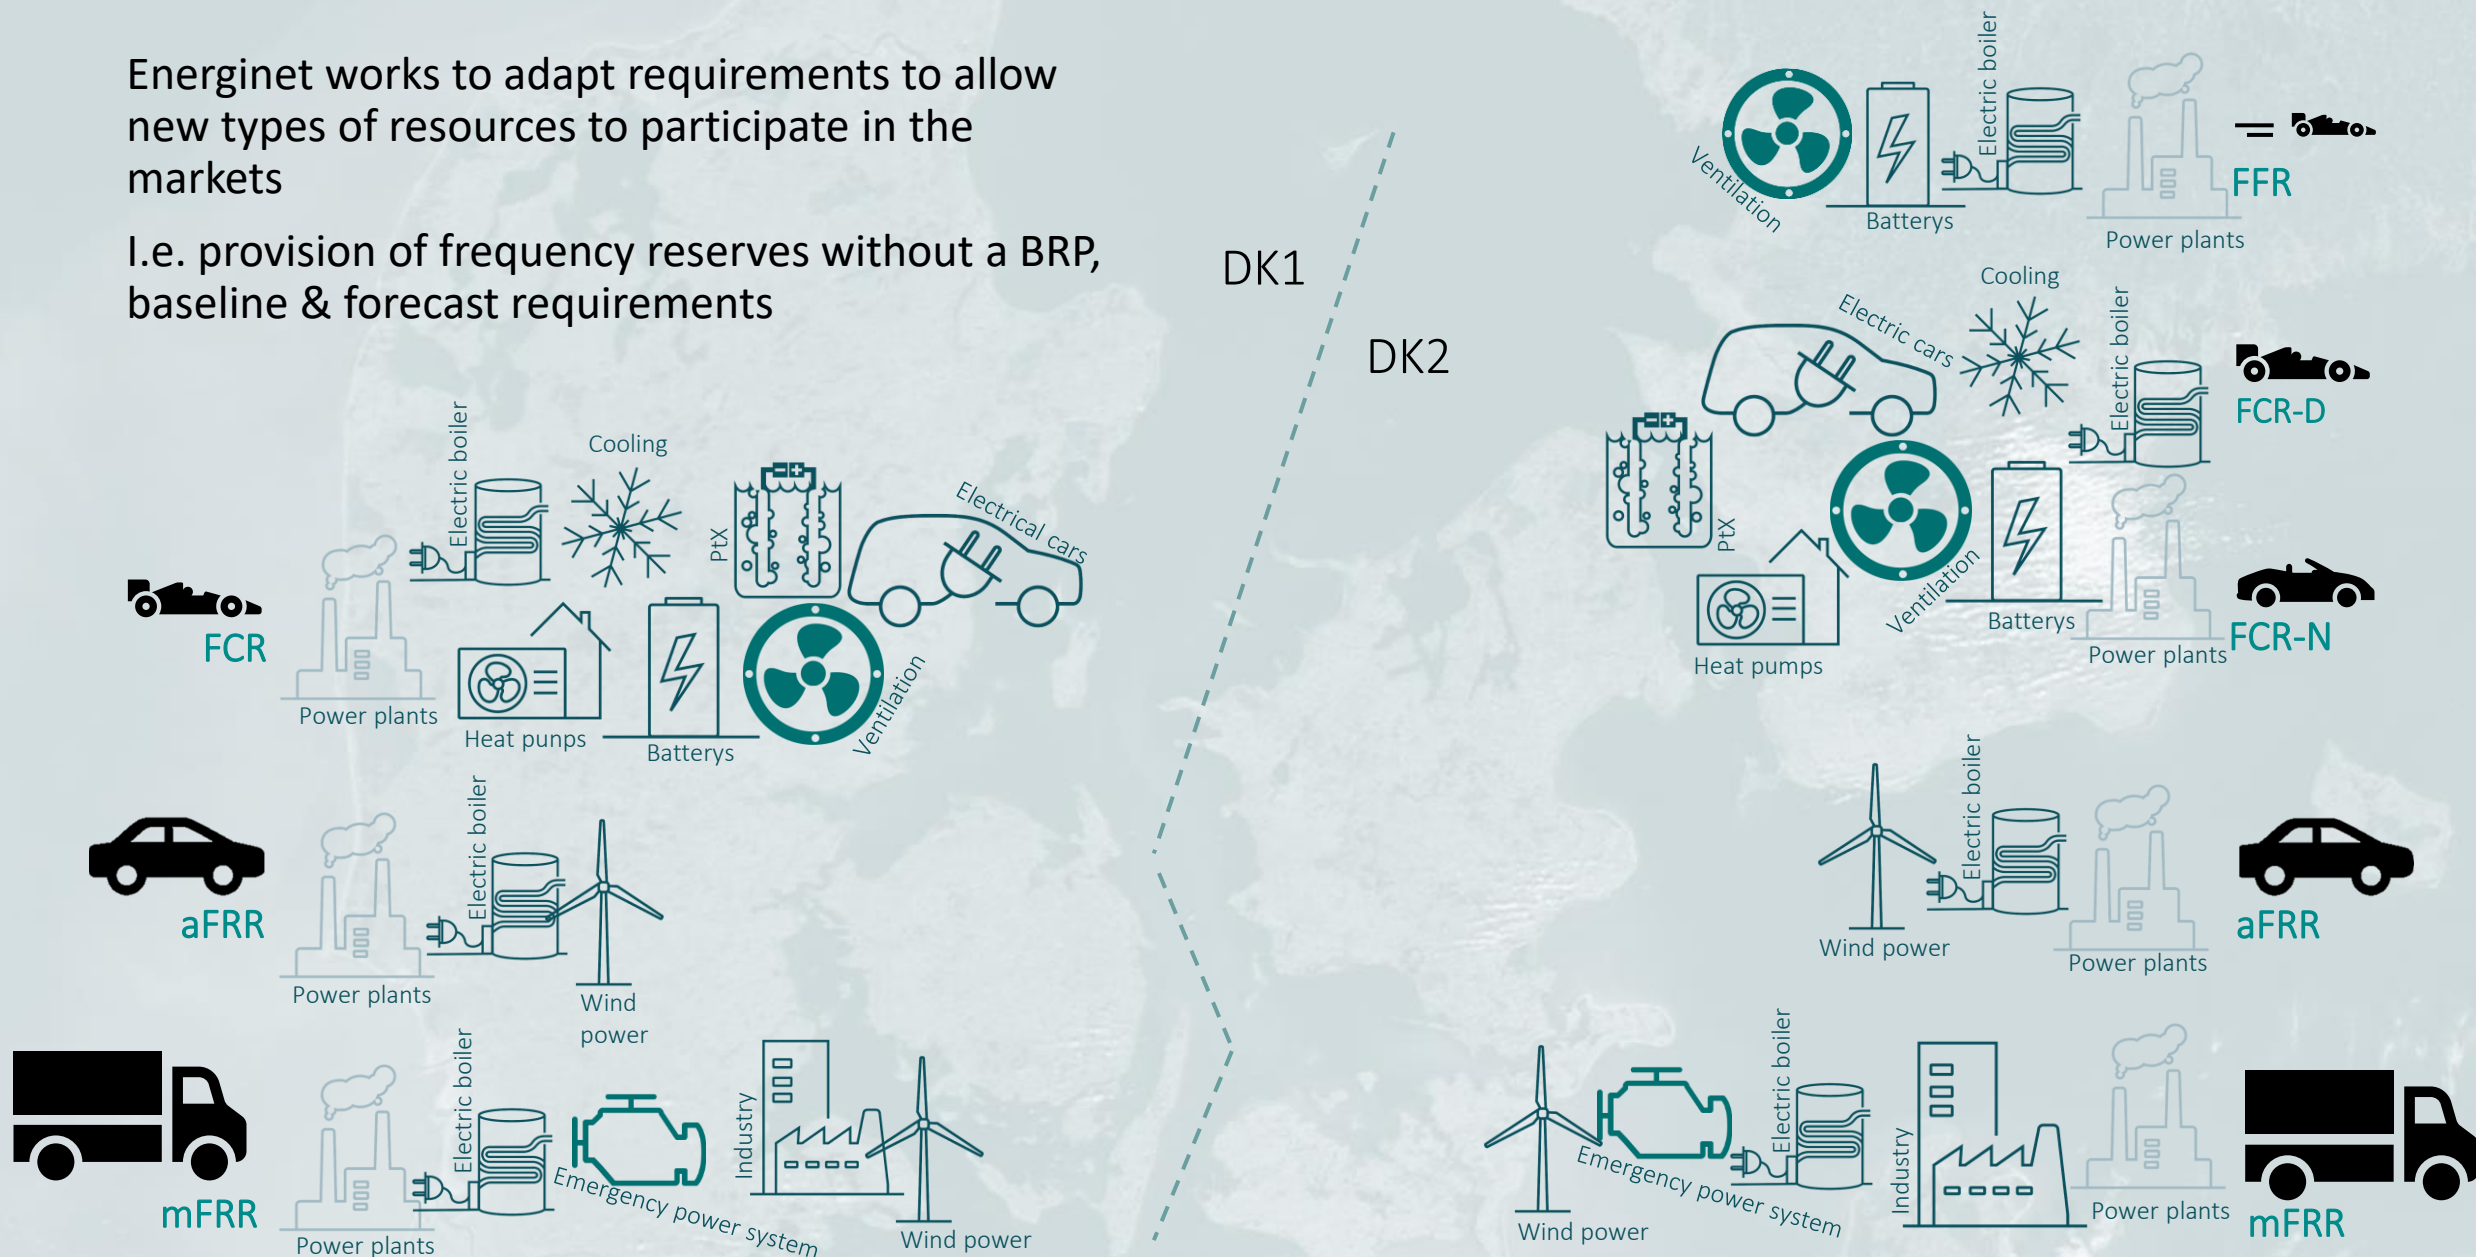 Energinet works to adapt requirements to allow
new types of resources to participate in the
markets
I.e. provision of frequency reserves without a BRP,
baseline & forecast requirements
DK1
DK2
Electric boiler
Cooling
PtX
Electrical cars
FCR
Power plants
Heat punps
Batterys
Ventilation
aFRR
Power plants
Electric boiler
Wind
power
mFRR
Power plants
Electric boiler
Emergency power system
Industry
Wind power
Ventilation
Batterys
Electric boiler
Power plants
FFR
Electric cars
Cooling
Electric boiler
FCR-D
PtX
Heat pumps
Ventilation
Batterys
Power plants
FCR-N
Wind power
Electric boiler
Power plants
aFRR
Wind power
Emergency power system
Electric boiler
Industry
Power plants
mFRR